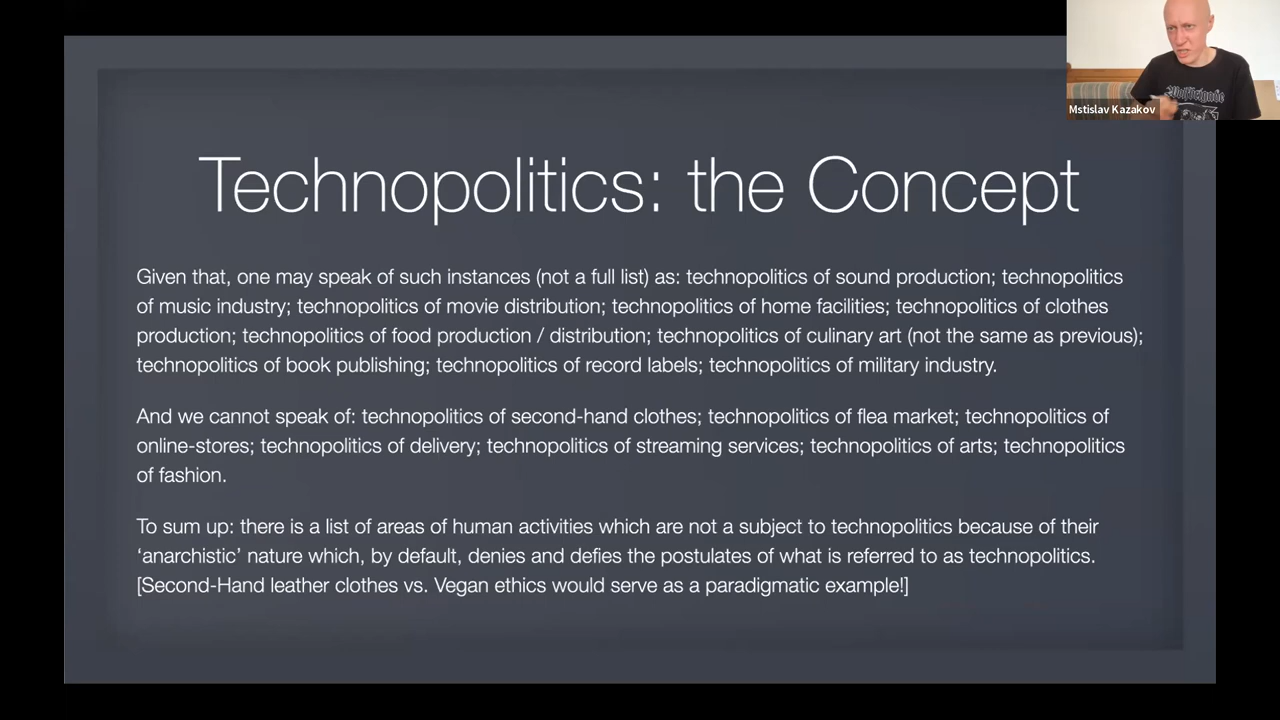 Wolfbrigade
Mstislav Kazakov
Technopolitics: the Concept
Given that, one may speak of such instances (not a full list) as: technopolitics of sound production; technopolitics
of music industry; technopolitics of movie distribution; technopolitics of home facilities; technopolitics of clothes
production; technopolitics of food production / distribution; technopolitics of culinary art (not the same as previous);
technopolitics of book publishing; technopolitics of record labels; technopolitics of military industry.
And we cannot speak of: technopolitics of second-hand clothes; technopolitics of flea market; technopolitics of
online-stores; technopolitics of delivery; technopolitics of streaming services; technopolitics of arts; technopolitics
of fashion.
To sum up: there is a list of areas of human activities which are not a subject to technopolitics because of their
‘anarchistic’ nature which, by default, denies and defies the postulates of what is referred to as technopolitics.
[Second-Hand leather clothes vs. Vegan ethics would serve as a paradigmatic example!]